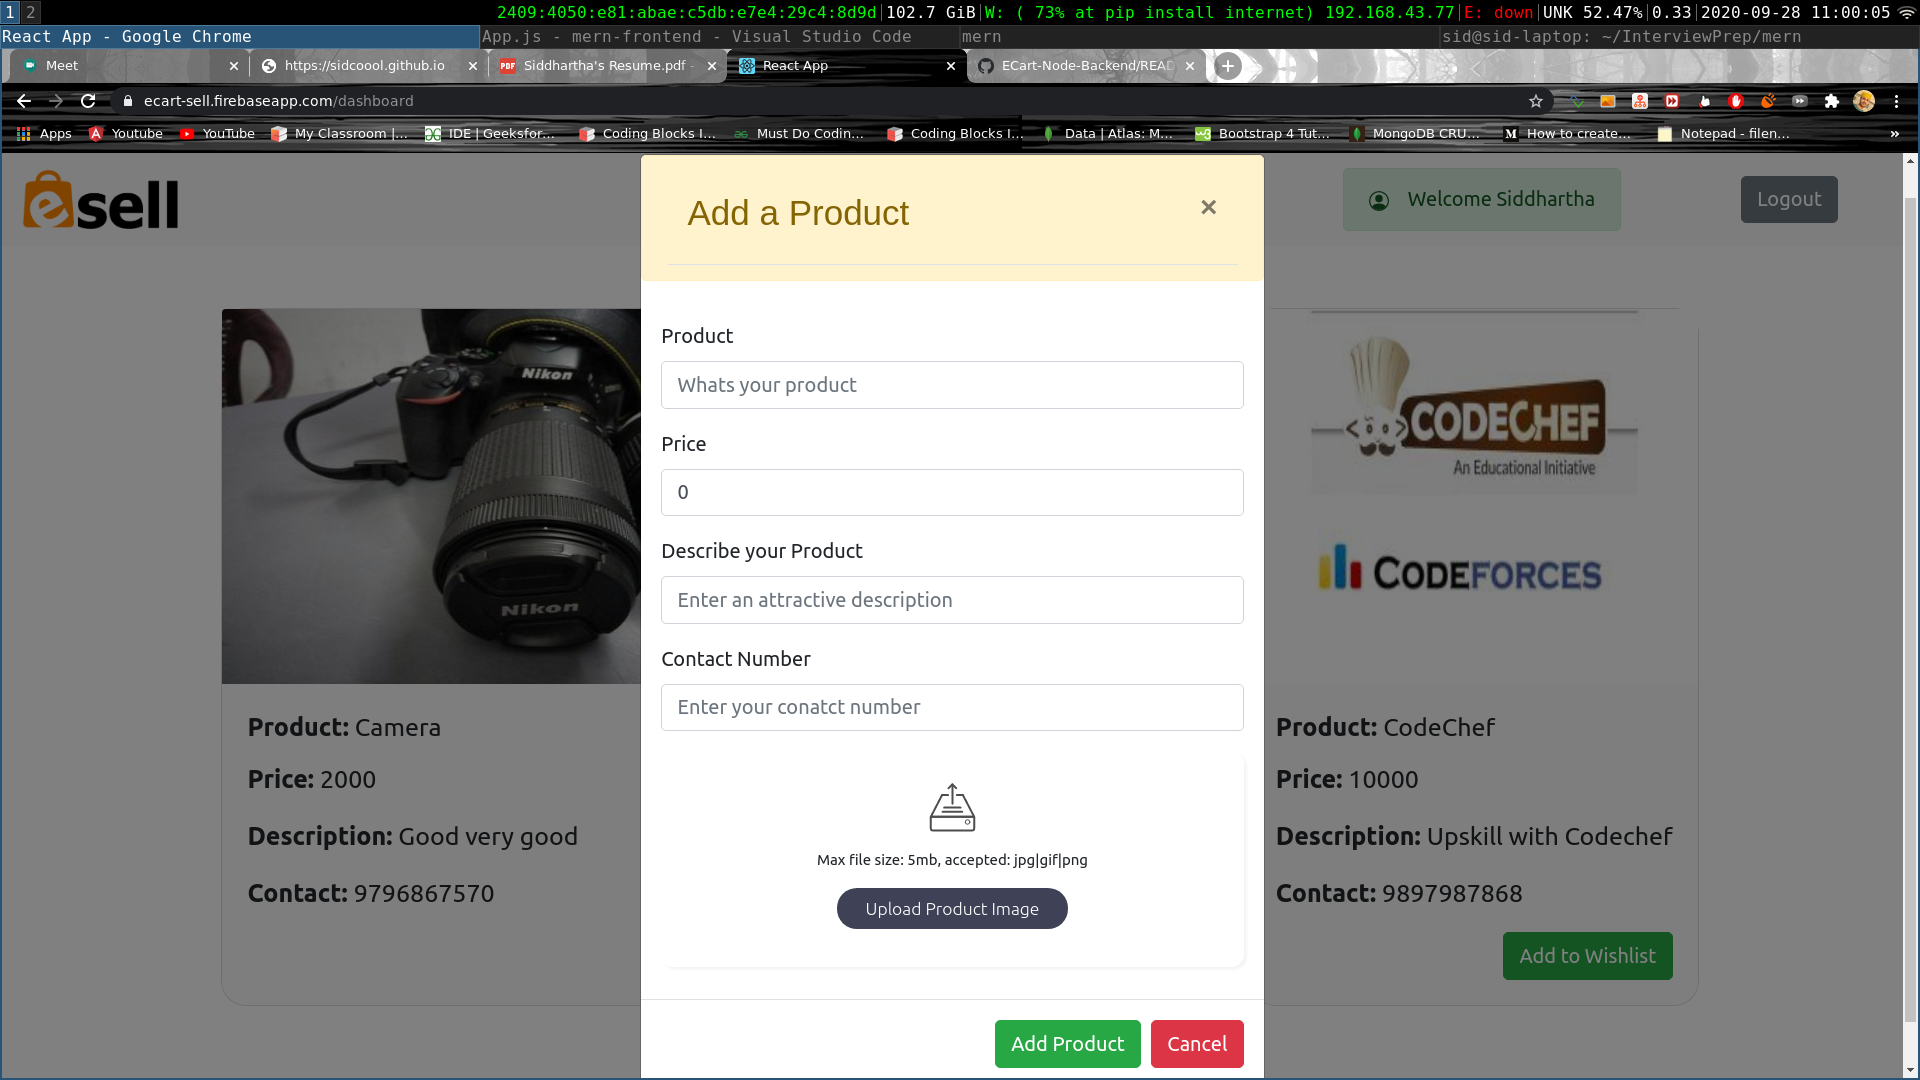 1 2 2409:4050:e81:abae:c5db:e7e4:29c4:8d9d|102.7 GiB|W: ( 73% at pip install internet) 192.168.43.77|E: down|UNK 52.47%|0.33|2020-09-28 11:00:05
React App - Google Chrome App.js - mern-frontend - Visual Studio Code mern sid@sid-laptop: ~/InterviewPrep/mern
Meet https://sidcoool.github.io Siddhartha's Resume.pdf - React App ECart-Node-Backend/READ
ecart-sell.firebaseapp.com/dashboard
Apps Youtube YouTube My Classroom |... IDE | Geeksfor... Coding Blocks I... Must Do Codin... Coding Blocks I... Data | Atlas: M... Bootstrap 4 Tut... MongoDB CRU... How to create... Notepad - filen... »
esell
Add a Product ×
Welcome Siddhartha
Logout
Nikon
Nikon
Product
Whats your product
Price
0
Describe your Product
Enter an attractive description
Contact Number
Enter your conatct number
Max file size: 5mb, accepted: jpg|gif|png
Upload Product Image
Add Product Cancel
CODECHEF
An Educational Initiative
CODEFORCES
Product: Camera
Price: 2000
Description: Good very good
Contact: 9796867570
Product: CodeChef
Price: 10000
Description: Upskill with Codechef
Contact: 9897987868
Add to Wishlist